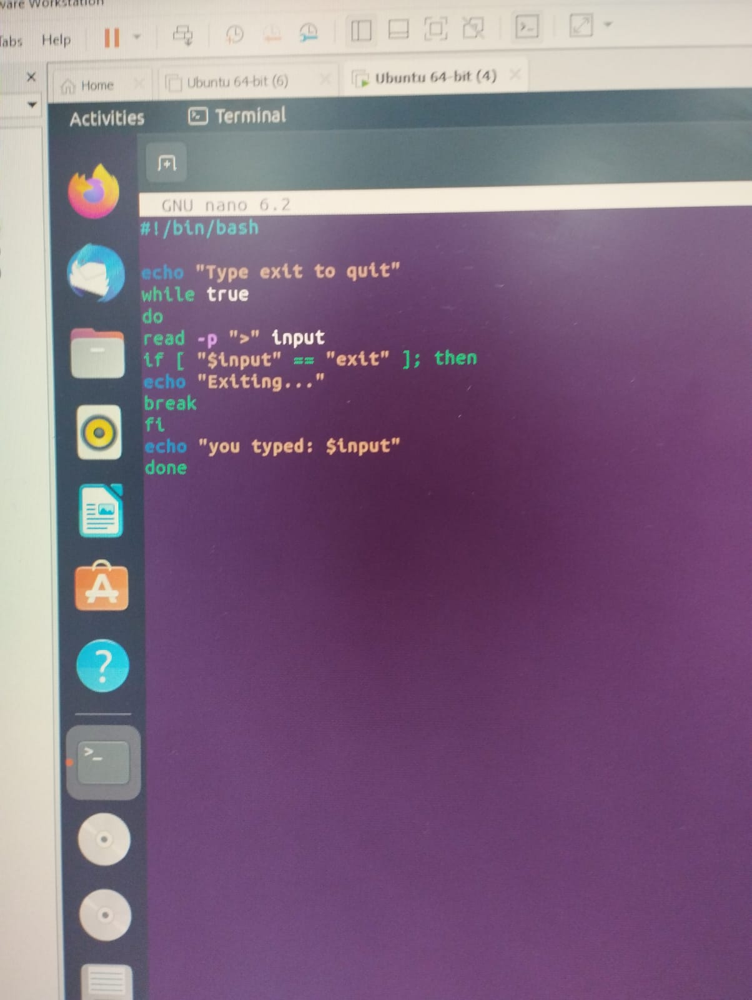 ware Workstation
Tabs Help
Home Ubuntu 64-bit (6) Ubuntu 64-bit (4)
Activities Terminal
GNU nano 6.2
#!/bin/bash
echo "Type exit to quit"
while true
do
read -p ">" input
if [ "$input" == "exit" ]; then
echo "Exiting..."
break
fi
echo "you typed: $input"
done